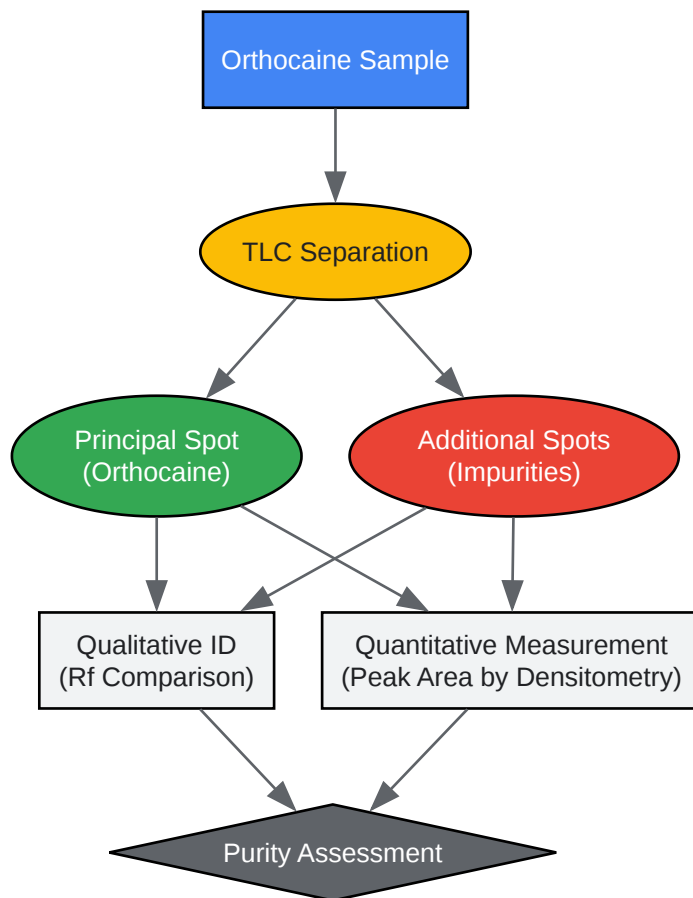 Orthocaine Sample
TLC Separation
Principal Spot
(Orthocaine)
Additional Spots
(Impurities)
Qualitative ID
(Rf Comparison)
Quantitative Measurement
(Peak Area by Densitometry)
Purity Assessment